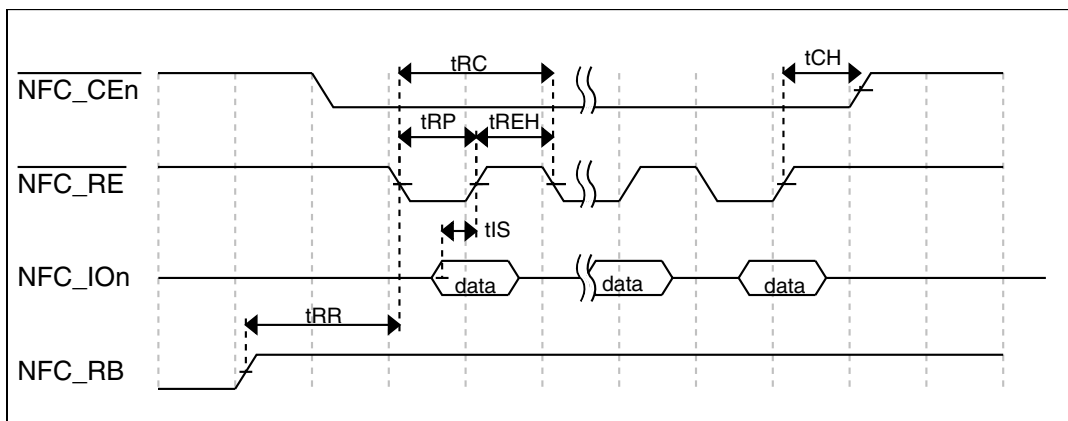 tRC
tCH
NFC_CEn
tRP
tREH
NFC_RE
tIS
NFC_IOn
data
data
data
tRR
NFC_RB